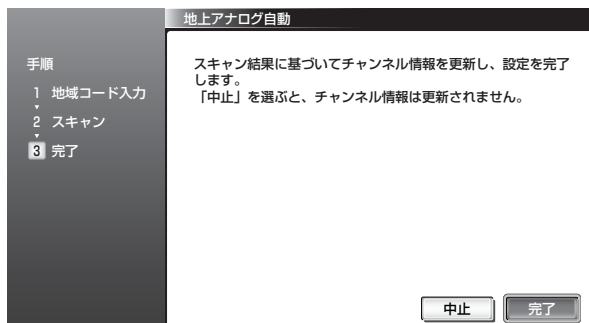 地上アナログ自動
手順
1 地域コード入力
2 スキャン
3 完了
スキャン結果に基づいてチャンネル情報を更新し、設定を完了
します。
「中止」を選ぶと、チャンネル情報は更新されません。
中止
完了